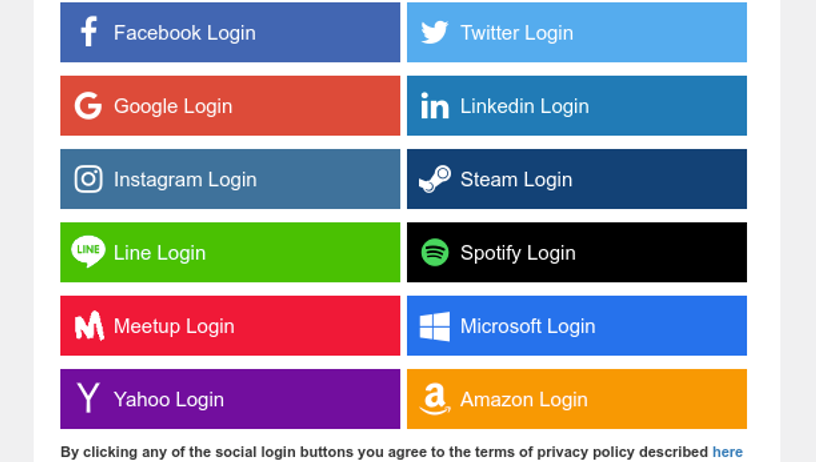 Facebook Login
Twitter Login
Google Login
Linkedin Login
Instagram Login
Steam Login
LINE Line Login
Spotify Login
Meetup Login
Microsoft Login
Yahoo Login
Amazon Login
By clicking any of the social login buttons you agree to the terms of privacy policy described here